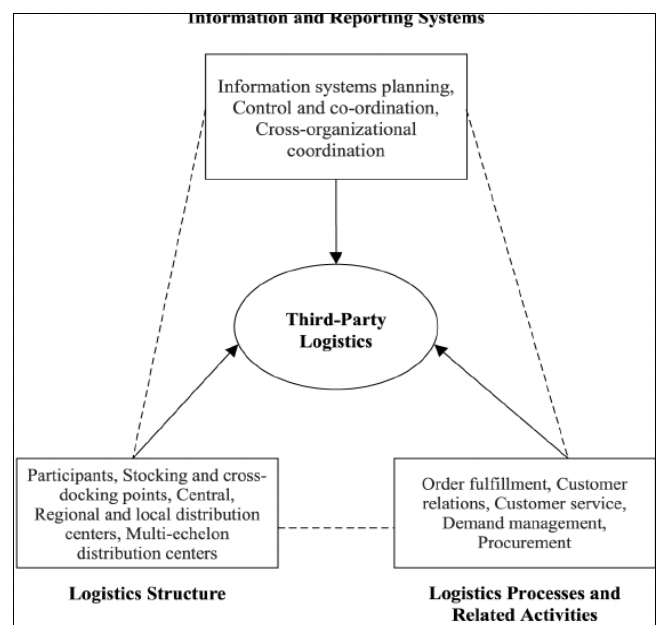 Information and Reporting Systems
Information systems planning,
Control and co-ordination,
Cross-organizational
coordination
Third-Party
Logistics
Participants, Stocking and cross-
docking points, Central,
Regional and local distribution
centers, Multi-echelon
distribution centers
Order fulfillment, Customer
relations, Customer service,
Demand management,
Procurement
Logistics Structure
Logistics Processes and
Related Activities